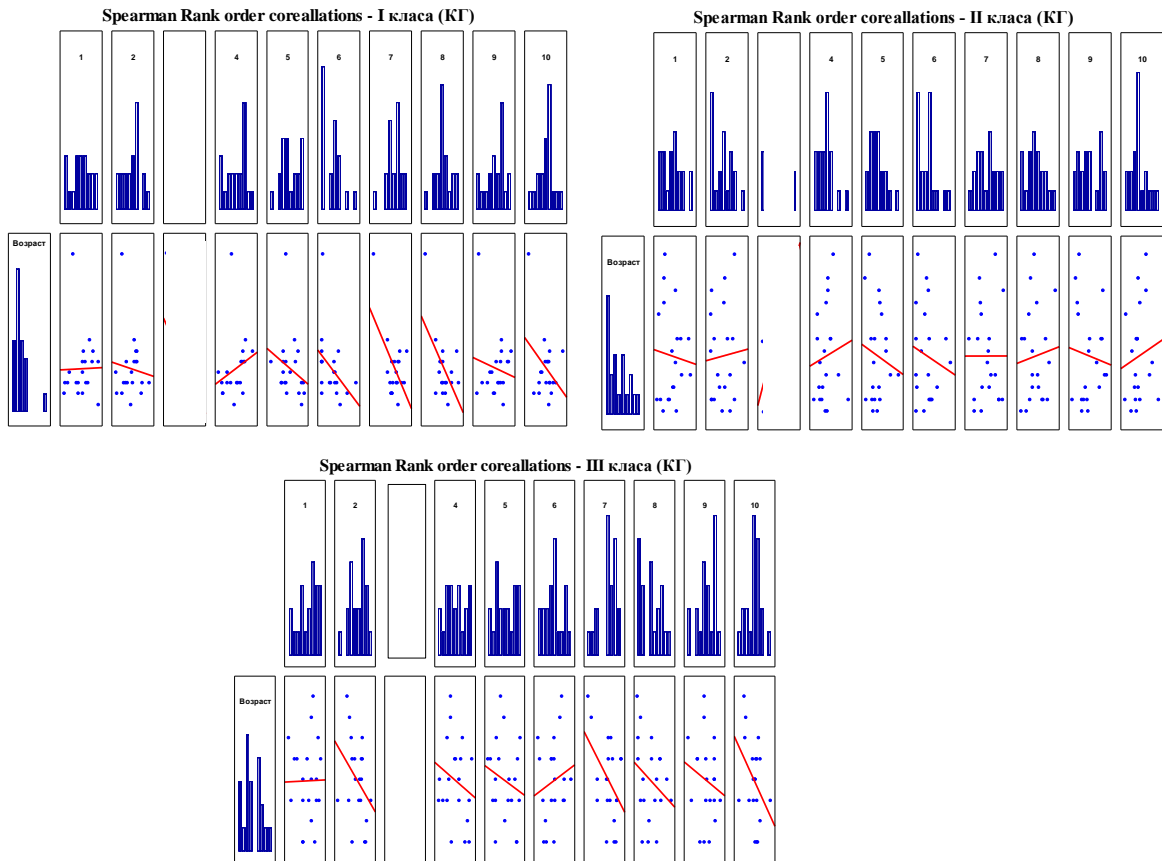 Spearman Rank order coreallations - I класа (КГ)
1 2 4 5 6 7 8 9 10
Возраст
Spearman Rank order coreallations - II класа (КГ)
1 2 4 5 6 7 8 9 10
Возраст
Spearman Rank order coreallations - III класа (КГ)
1 2 4 5 6 7 8 9 10
Возраст